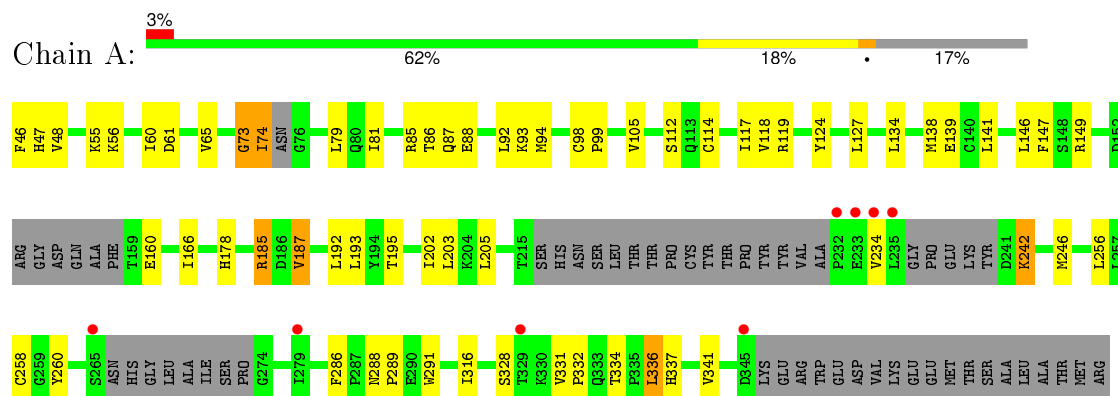 3%
Chain A:
62% 18% • 17%
F46 H47 V48 K55 K56 I60 D61 V65 G73 I74 ASN G76 L79 Q80 I81 R85 T86 Q87 E88 L92 K93 M94 C98 P99 V105 S112 Q113 C114 I117 V118 R119 Y124 L127 L134 M138 E139 C140 L141 L146 F147 S148 R149 D152
ARG GLY ASP GLN ALA PHE T159 E160 I166 H178 R185 D186 V187 L192 L193 Y194 T195 I202 L203 K204 L205 T215 SER HIS ASN SER LEU THR THR PRO CYS TYR THR PRO TYR TYR VAL ALA P232 E233 V234 L235 GLY PRO GLU LYS TYR D241 K242 M246 L256 L257
C258 G259 Y260 S265 ASN HIS GLY LEU ALA ILE SER PRO G274 I279 F286 P287 N288 P289 E290 W291 I316 S328 T329 K330 V331 P332 Q333 T334 P335 L336 H337 V341 D345 LYS GLU ARG TRP GLU ASP VAL LYS GLU GLU MET THR SER ALA LEU ALA THR MET ARG